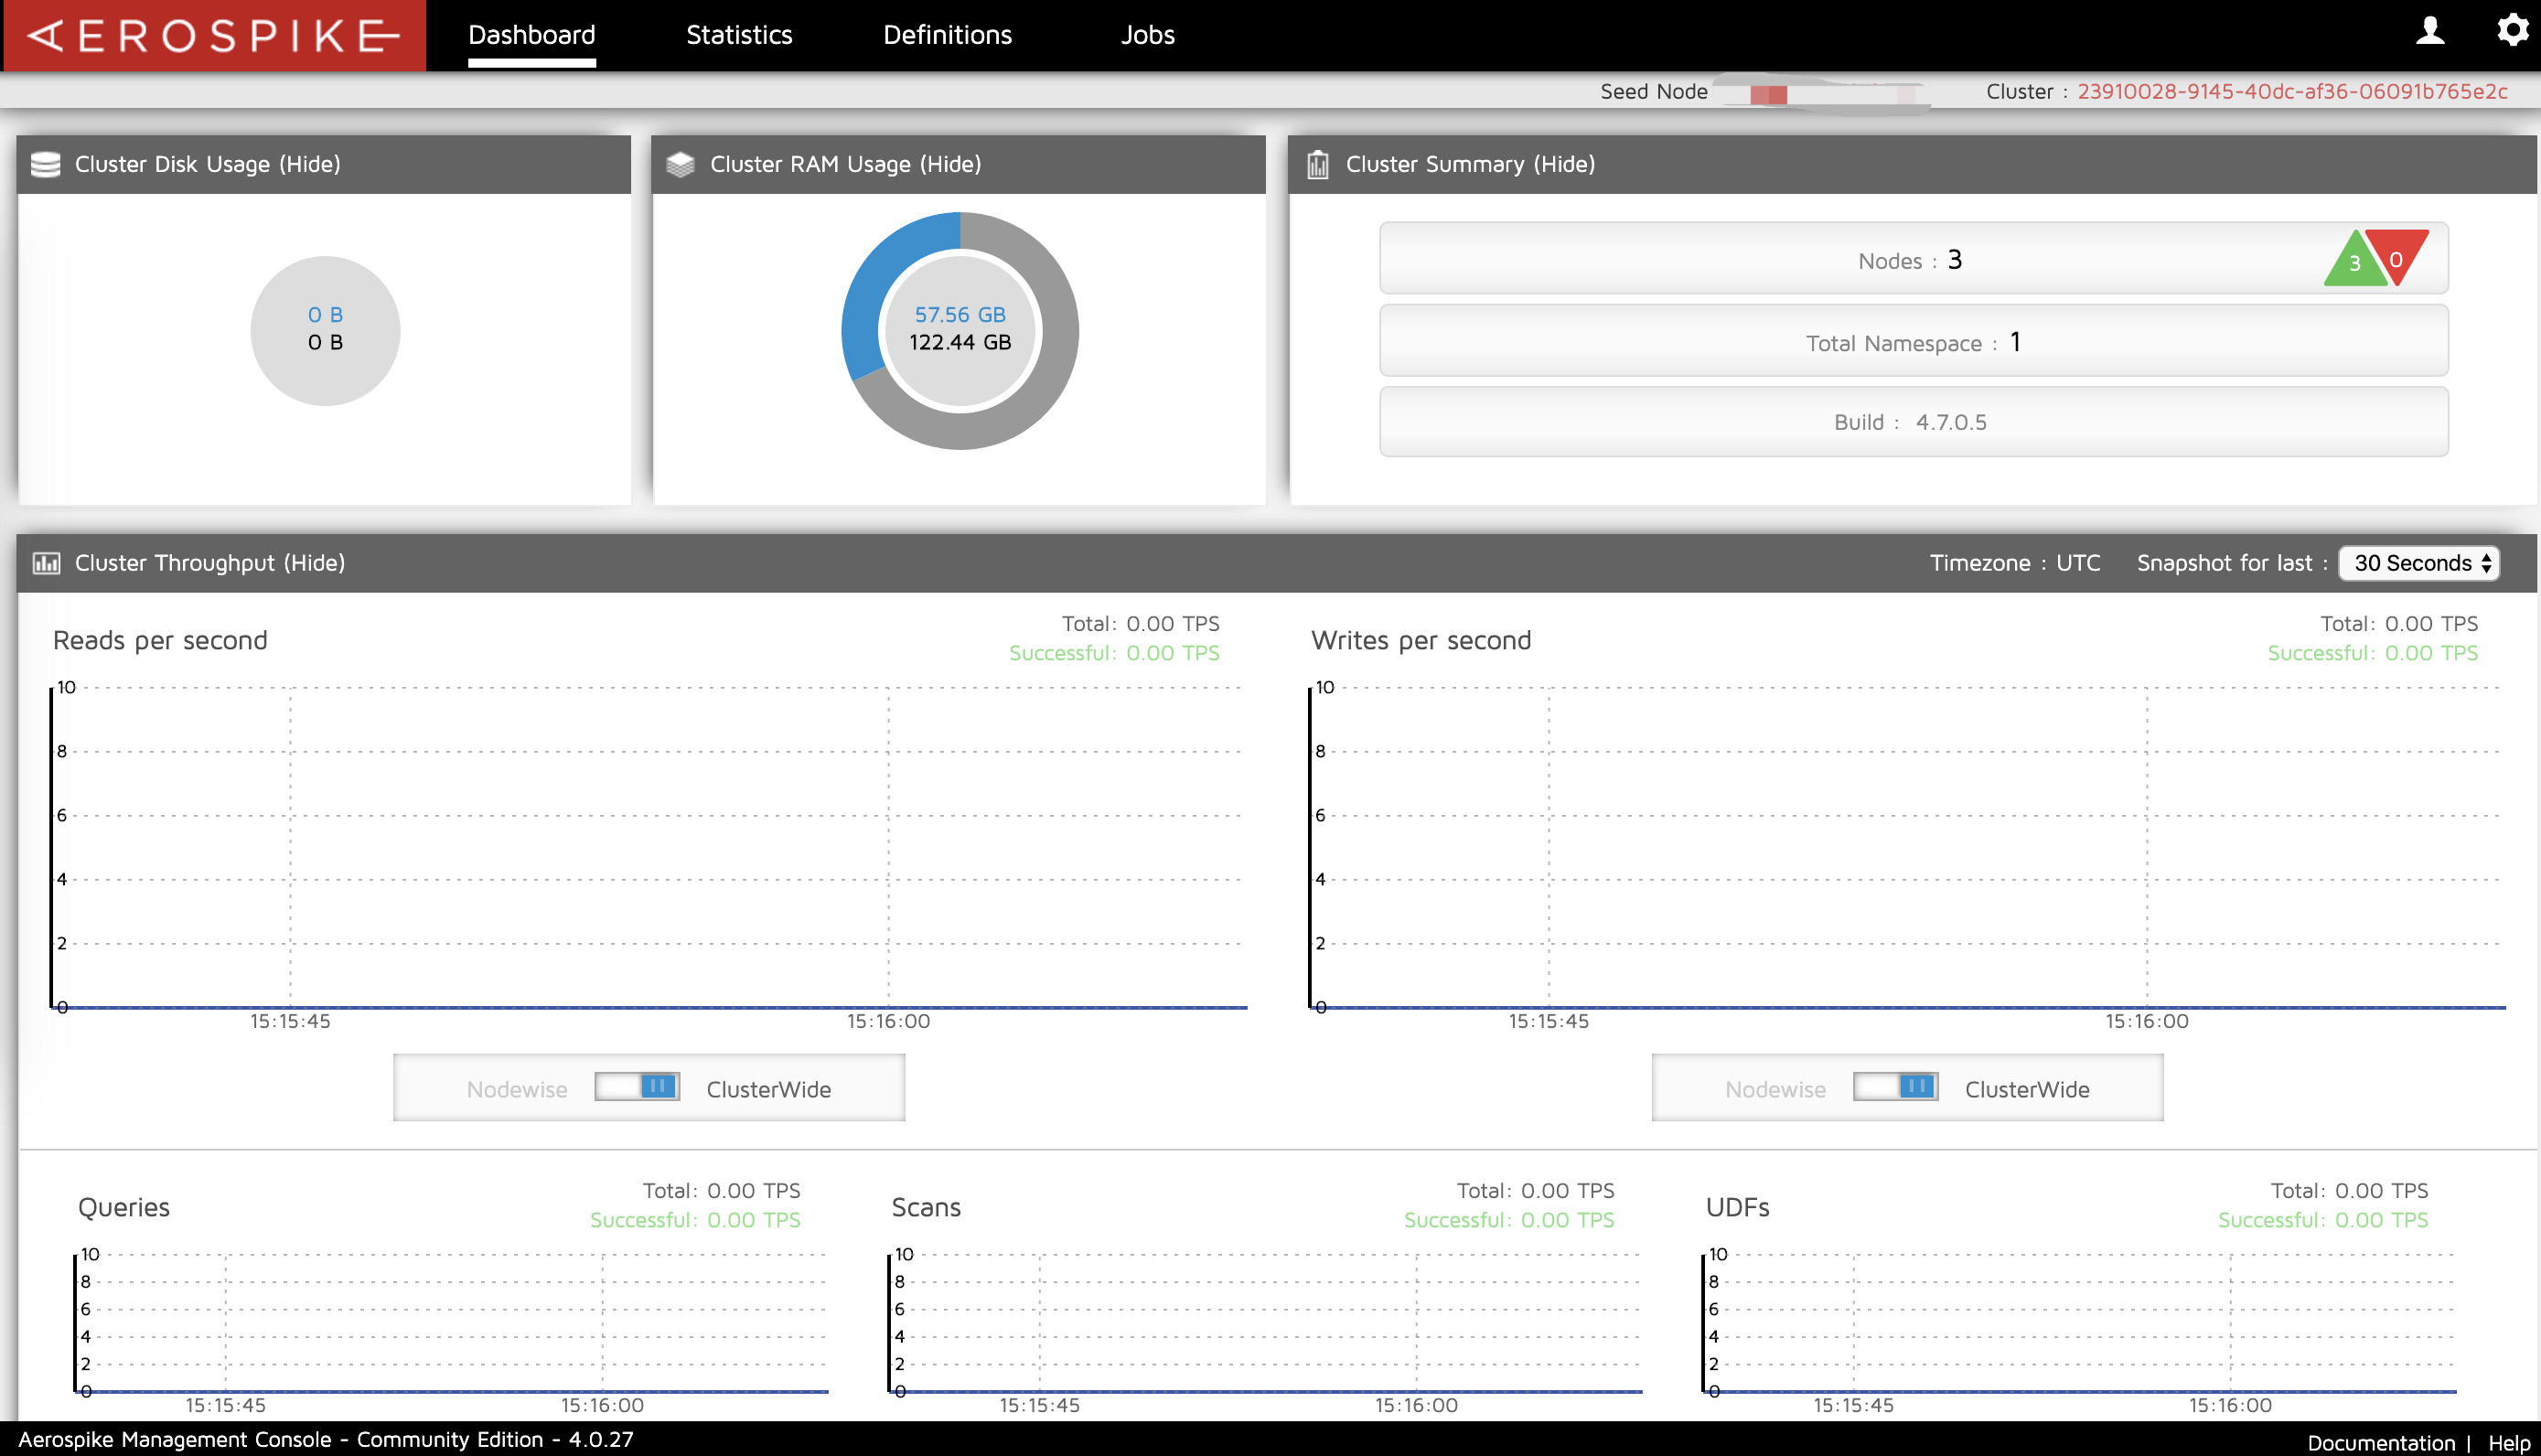 AEROSPIKE Dashboard Statistics Definitions Jobs
Seed Node Cluster : 23910028-9145-40dc-af36-06091b765e2c
Cluster Disk Usage (Hide)
0 B
0 B
Cluster RAM Usage (Hide)
57.56 GB
122.44 GB
Cluster Summary (Hide)
Nodes : 3 3 0
Total Namespace : 1
Build : 4.7.0.5
Cluster Throughput (Hide) Timezone : UTC Snapshot for last : 30 Seconds
Reads per second
Total: 0.00 TPS
Successful: 0.00 TPS
10
8
6
4
2
0
15:15:45 15:16:00
Nodewise ClusterWide
Writes per second
Total: 0.00 TPS
Successful: 0.00 TPS
10
8
6
4
2
0
15:15:45 15:16:00
Nodewise ClusterWide
Queries
Total: 0.00 TPS
Successful: 0.00 TPS
10
8
6
4
2
0
15:15:45 15:16:00
Scans
Total: 0.00 TPS
Successful: 0.00 TPS
10
8
6
4
2
0
15:15:45 15:16:00
UDFs
Total: 0.00 TPS
Successful: 0.00 TPS
10
8
6
4
2
0
15:15:45 15:16:00
Aerospike Management Console - Community Edition - 4.0.27 Documentation | Help